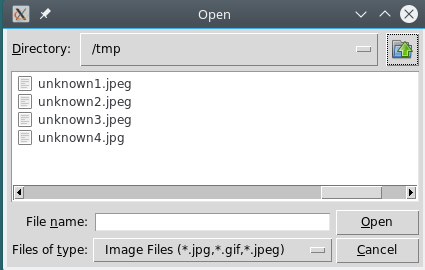 Open
Directory: /tmp
unknown1.jpeg
unknown2.jpeg
unknown3.jpeg
unknown4.jpg
File name: Open
Files of type: Image Files (*.jpg,*.gif,*.jpeg) Cancel